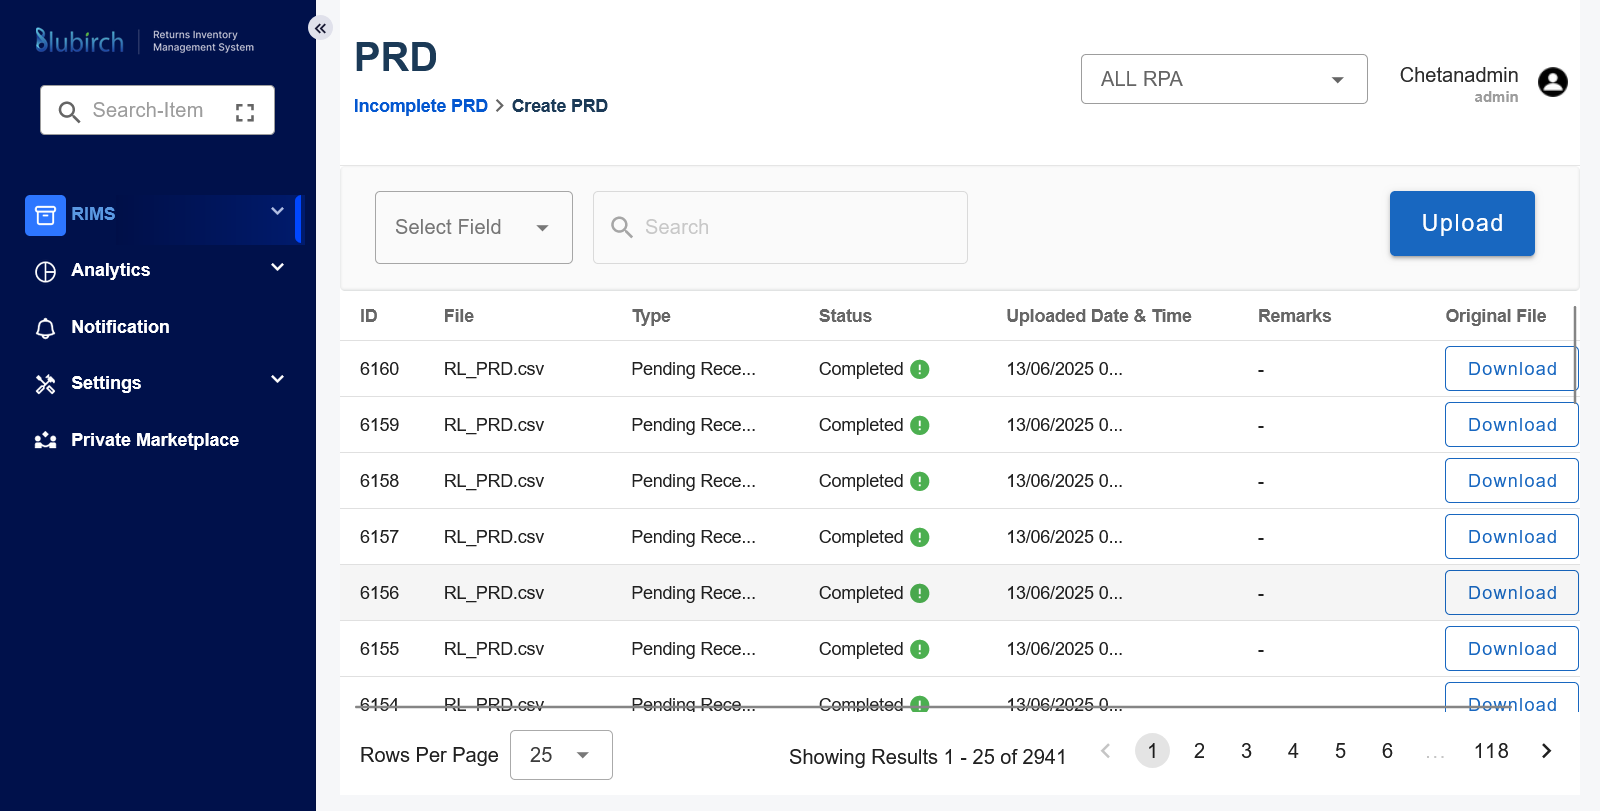 Blubirch
Returns Inventory
Management System
Search-Item
RIMS
Analytics
Notification
Settings
Private Marketplace
PRD
Incomplete PRD > Create PRD
ALL RPA
Chetanadmin
admin
Select Field
Search
Upload
ID File Type Status Uploaded Date & Time Remarks Original File
6160 RL_PRD.csv Pending Rece... Completed 13/06/2025 0... - Download
6159 RL_PRD.csv Pending Rece... Completed 13/06/2025 0... - Download
6158 RL_PRD.csv Pending Rece... Completed 13/06/2025 0... - Download
6157 RL_PRD.csv Pending Rece... Completed 13/06/2025 0... - Download
6156 RL_PRD.csv Pending Rece... Completed 13/06/2025 0... - Download
6155 RL_PRD.csv Pending Rece... Completed 13/06/2025 0... - Download
6154 RL_PRD.csv Pending Rece... Completed 13/06/2025 0... Download
Rows Per Page 25 Showing Results 1 - 25 of 2941 1 2 3 4 5 6 ... 118